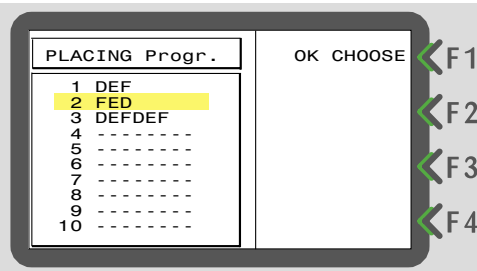 PLACING Progr.
1 DEF
2 FED
3 DEFDEF
4 --------
5 --------
6 --------
7 --------
8 --------
9 --------
10 --------
OK CHOOSE
F1
F2
F3
F4